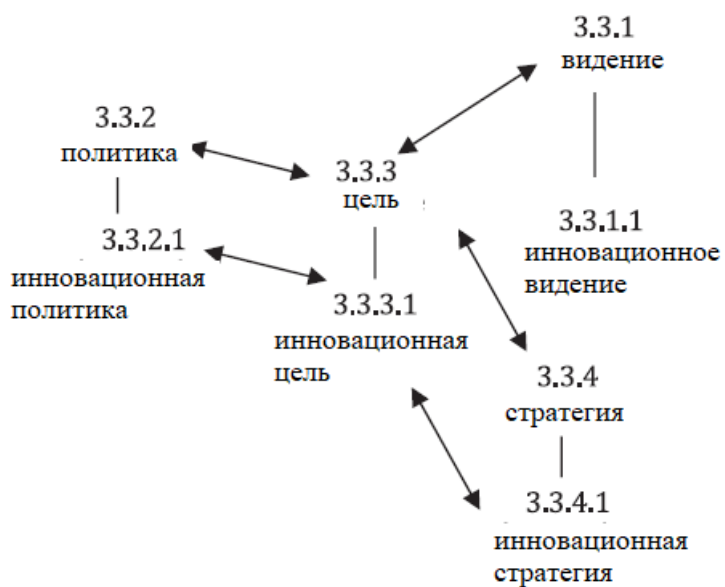 3.3.1
видение
3.3.2
политика
3.3.3
цель
3.3.2.1
инновационная
политика
3.3.1.1
инновационное
видение
3.3.3.1
инновационная
цель
3.3.4
стратегия
3.3.4.1
инновационная
стратегия